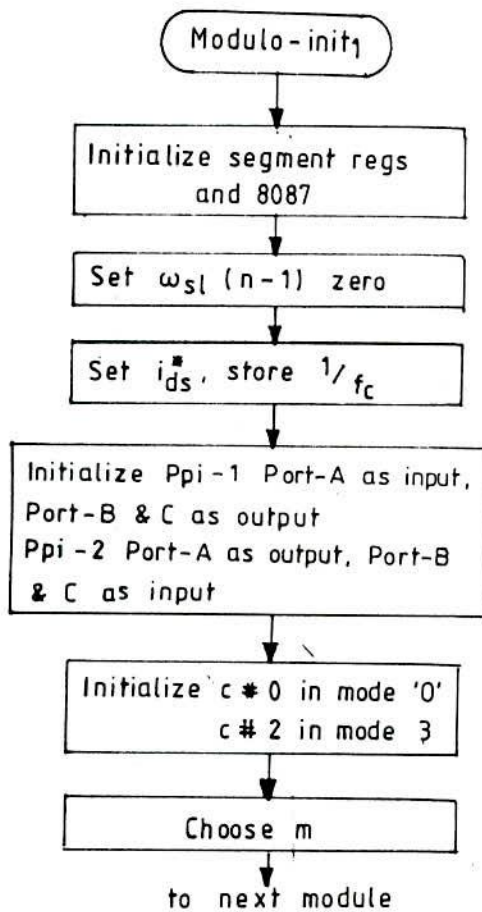 Modulo-init1
Initialize segment regs
and 8087
Set ωsl (n-1) zero
Set i*ds, store 1/fc
Initialize Ppi-1 Port-A as input,
Port-B & C as output
Ppi-2 Port-A as output, Port-B
& C as input
Initialize c#0 in mode '0'
c#2 in mode 3
Choose m
to next module